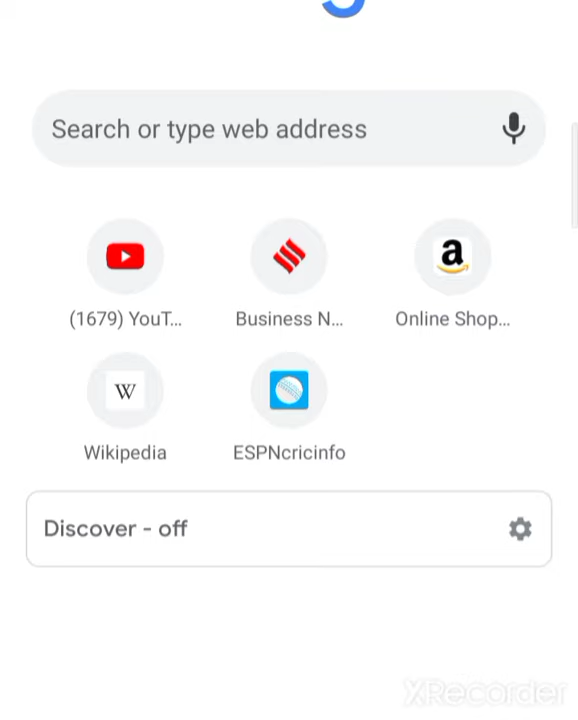 Search or type web address
(1679) YouT...
Business N...
Online Shop...
Wikipedia
ESPNcricinfo
Discover - off
XRecorder